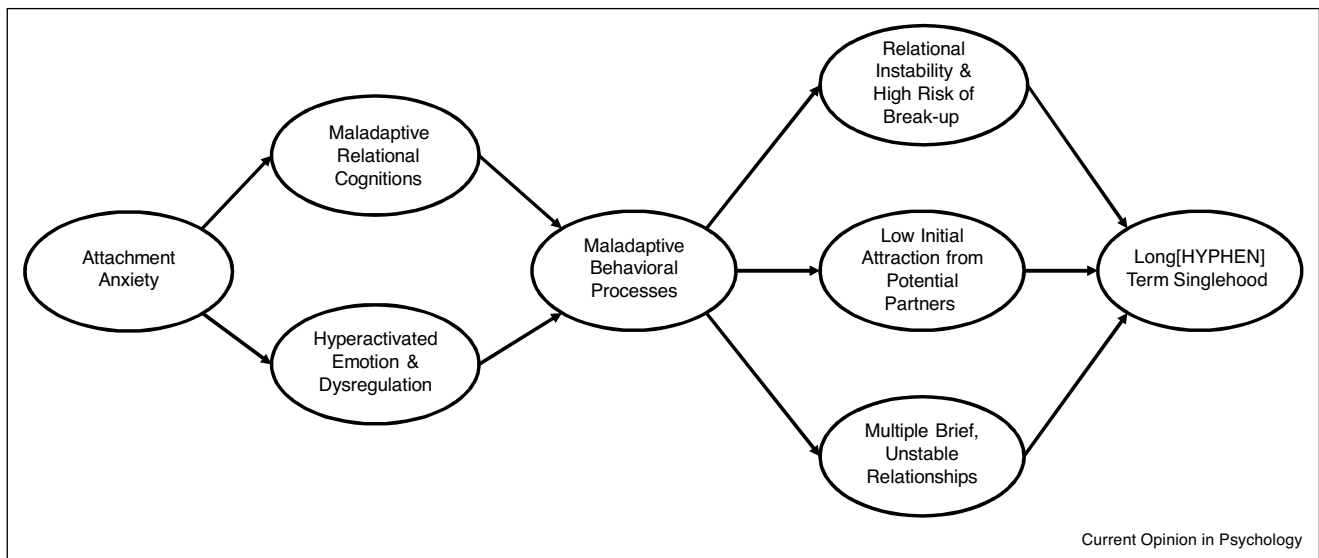 Attachment
Anxiety
Maladaptive
Relational
Cognitions
Hyperactivated
Emotion &
Dysregulation
Maladaptive
Behavioral
Processes
Relational
Instability &
High Risk of
Break-up
Low Initial
Attraction from
Potential
Partners
Multiple Brief,
Unstable
Relationships
Long[HYPHEN]
Term Singlehood
Current Opinion in Psychology